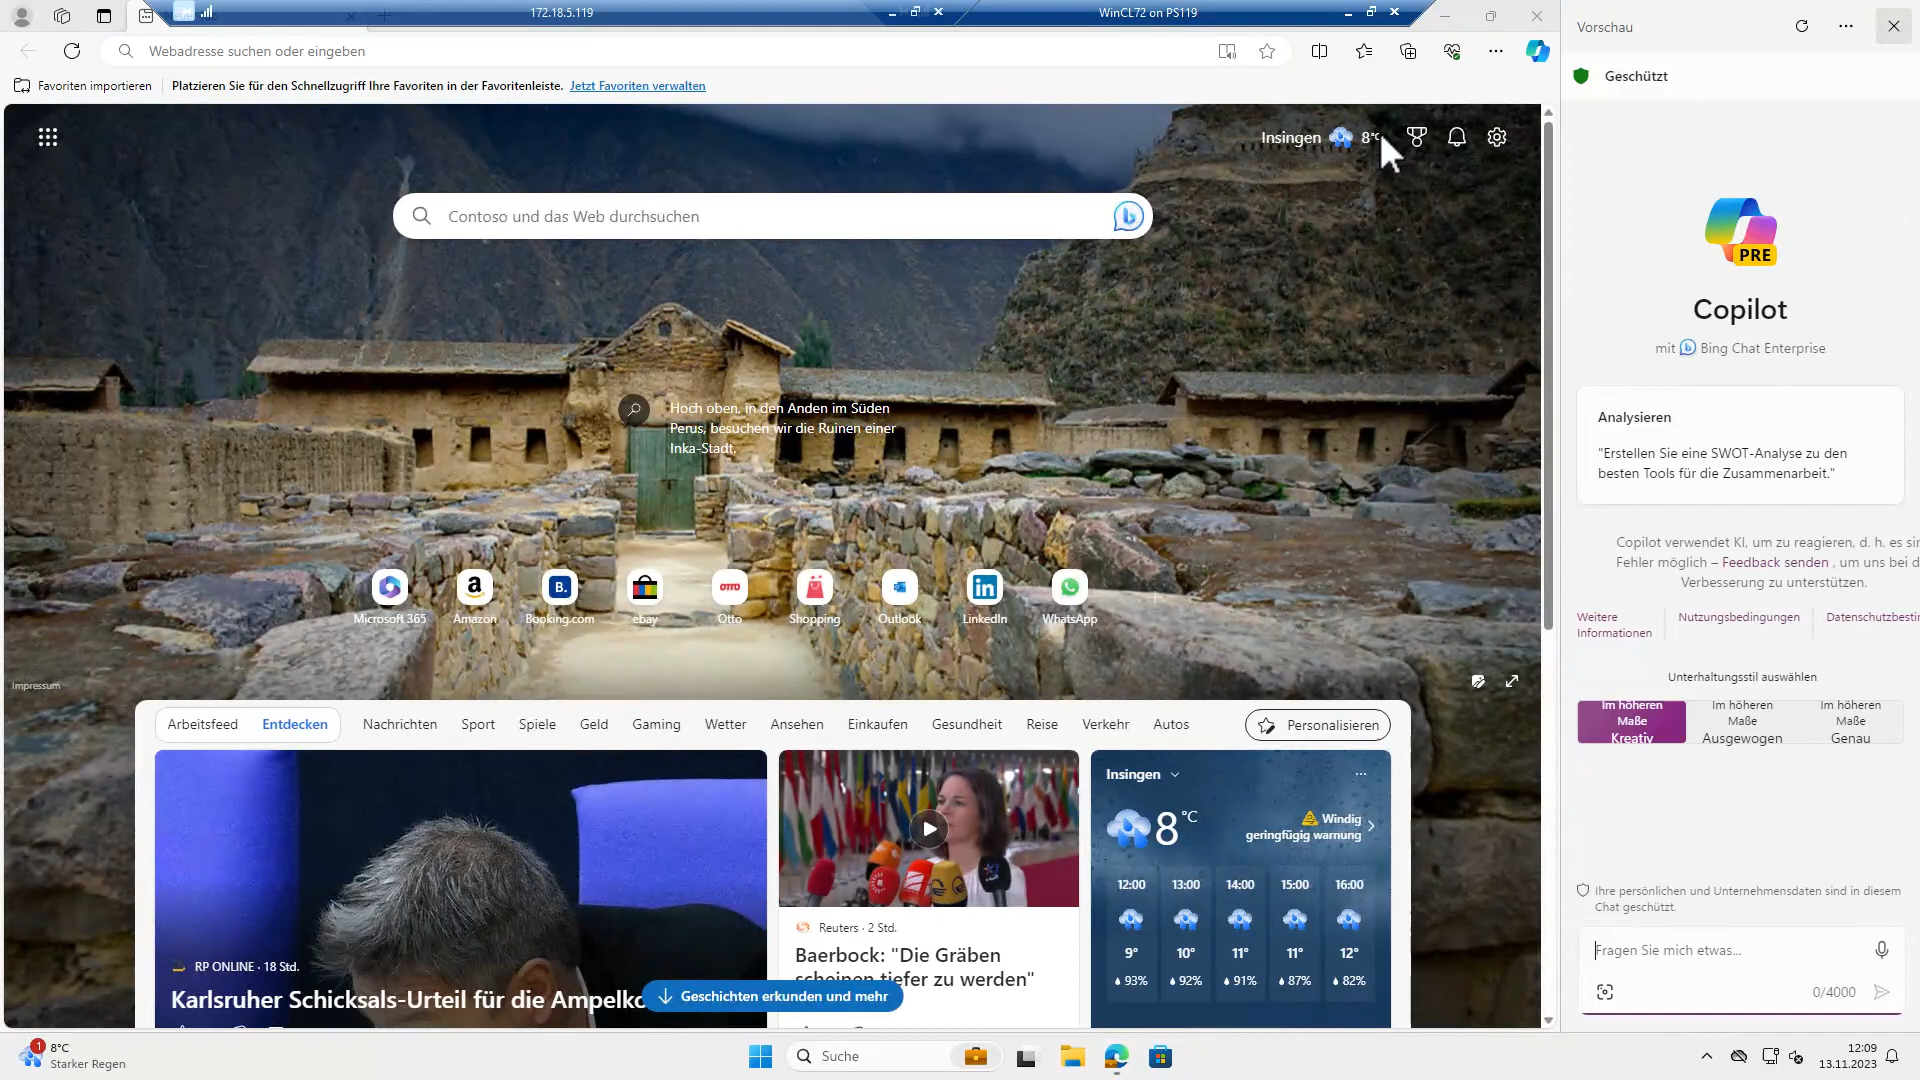 172.18.5.119
WinCL72 on PS119
Webadresse suchen oder eingeben
Favoriten importieren
Platzieren Sie für den Schnellzugriff Ihre Favoriten in der Favoritenleiste. Jetzt Favoriten verwalten
Insingen 8°C
Contoso und das Web durchsuchen
Hoch oben, in den Anden im Süden
Perus, besuchen wir die Ruinen einer
Inka-Stadt.
Microsoft 365
Amazon
Booking.com
ebay
Otto
Shopping
Outlook
LinkedIn
WhatsApp
Impressum
Arbeitsfeed
Entdecken
Nachrichten
Sport
Spiele
Geld
Gaming
Wetter
Ansehen
Einkaufen
Gesundheit
Reise
Verkehr
Autos
Personalisieren
RP ONLINE · 18 Std.
Karlsruher Schicksals-Urteil für die
Reuters · 2 Std.
Baerbock: "Die Gräben
scheinen tiefer zu werden"
Geschichten erkunden und mehr
Insingen
8 °C
Windig
geringfügig warnung
12:00 13:00 14:00 15:00 16:00
9° 10° 11° 11° 12°
93% 92% 91% 87% 82%
Vorschau
Geschützt
PRE
Copilot
mit Bing Chat Enterprise
Analysieren
"Erstellen Sie eine SWOT-Analyse zu den
besten Tools für die Zusammenarbeit."
Copilot verwendet KI, um zu reagieren, d. h. es
Fehler möglich – Feedback senden , um uns bei
Verbesserung zu unterstützen.
Weitere
Informationen
Nutzungsbedingungen
Unterhaltungsstil auswählen
Im höheren
Maße
Kreativ
Im höheren
Maße
Ausgewogen
Im höheren
Maße
Genau
Ihre persönlichen und Unternehmensdaten sind in diesem
Chat geschützt.
Fragen Sie mich etwas...
0/4000
1
8°C
Starker Regen
Suche
12:09
13.11.2023